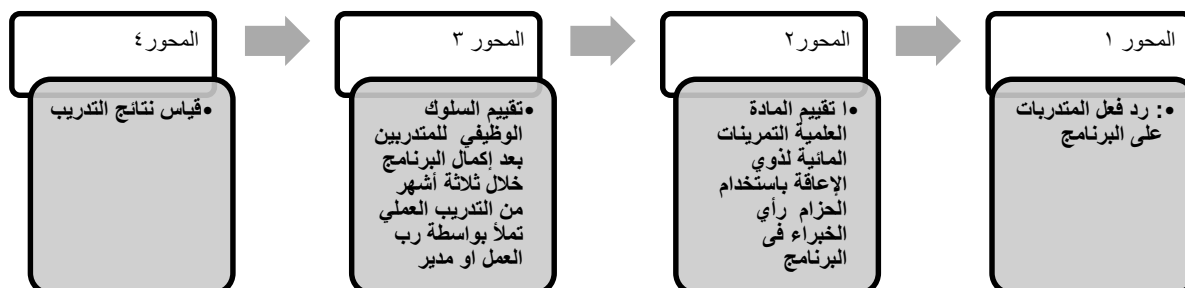 المحور ١
•: رد فعل المتدربات
على البرنامج
المحور٢
•ا تقييم المادة
العلمية التمرينات
المائية لذوي
الإعاقة باستخدام
الحزام رأي
الخبراء فى
البرنامج
المحور ٣
•تقييم السلوك
الوظيفي للمتدربين
بعد إكمال البرنامج
خلال ثلاثة أشهر
من التدريب العملي
تملأ بواسطة رب
العمل او مدير
المحور٤
•قياس نتائج التدريب